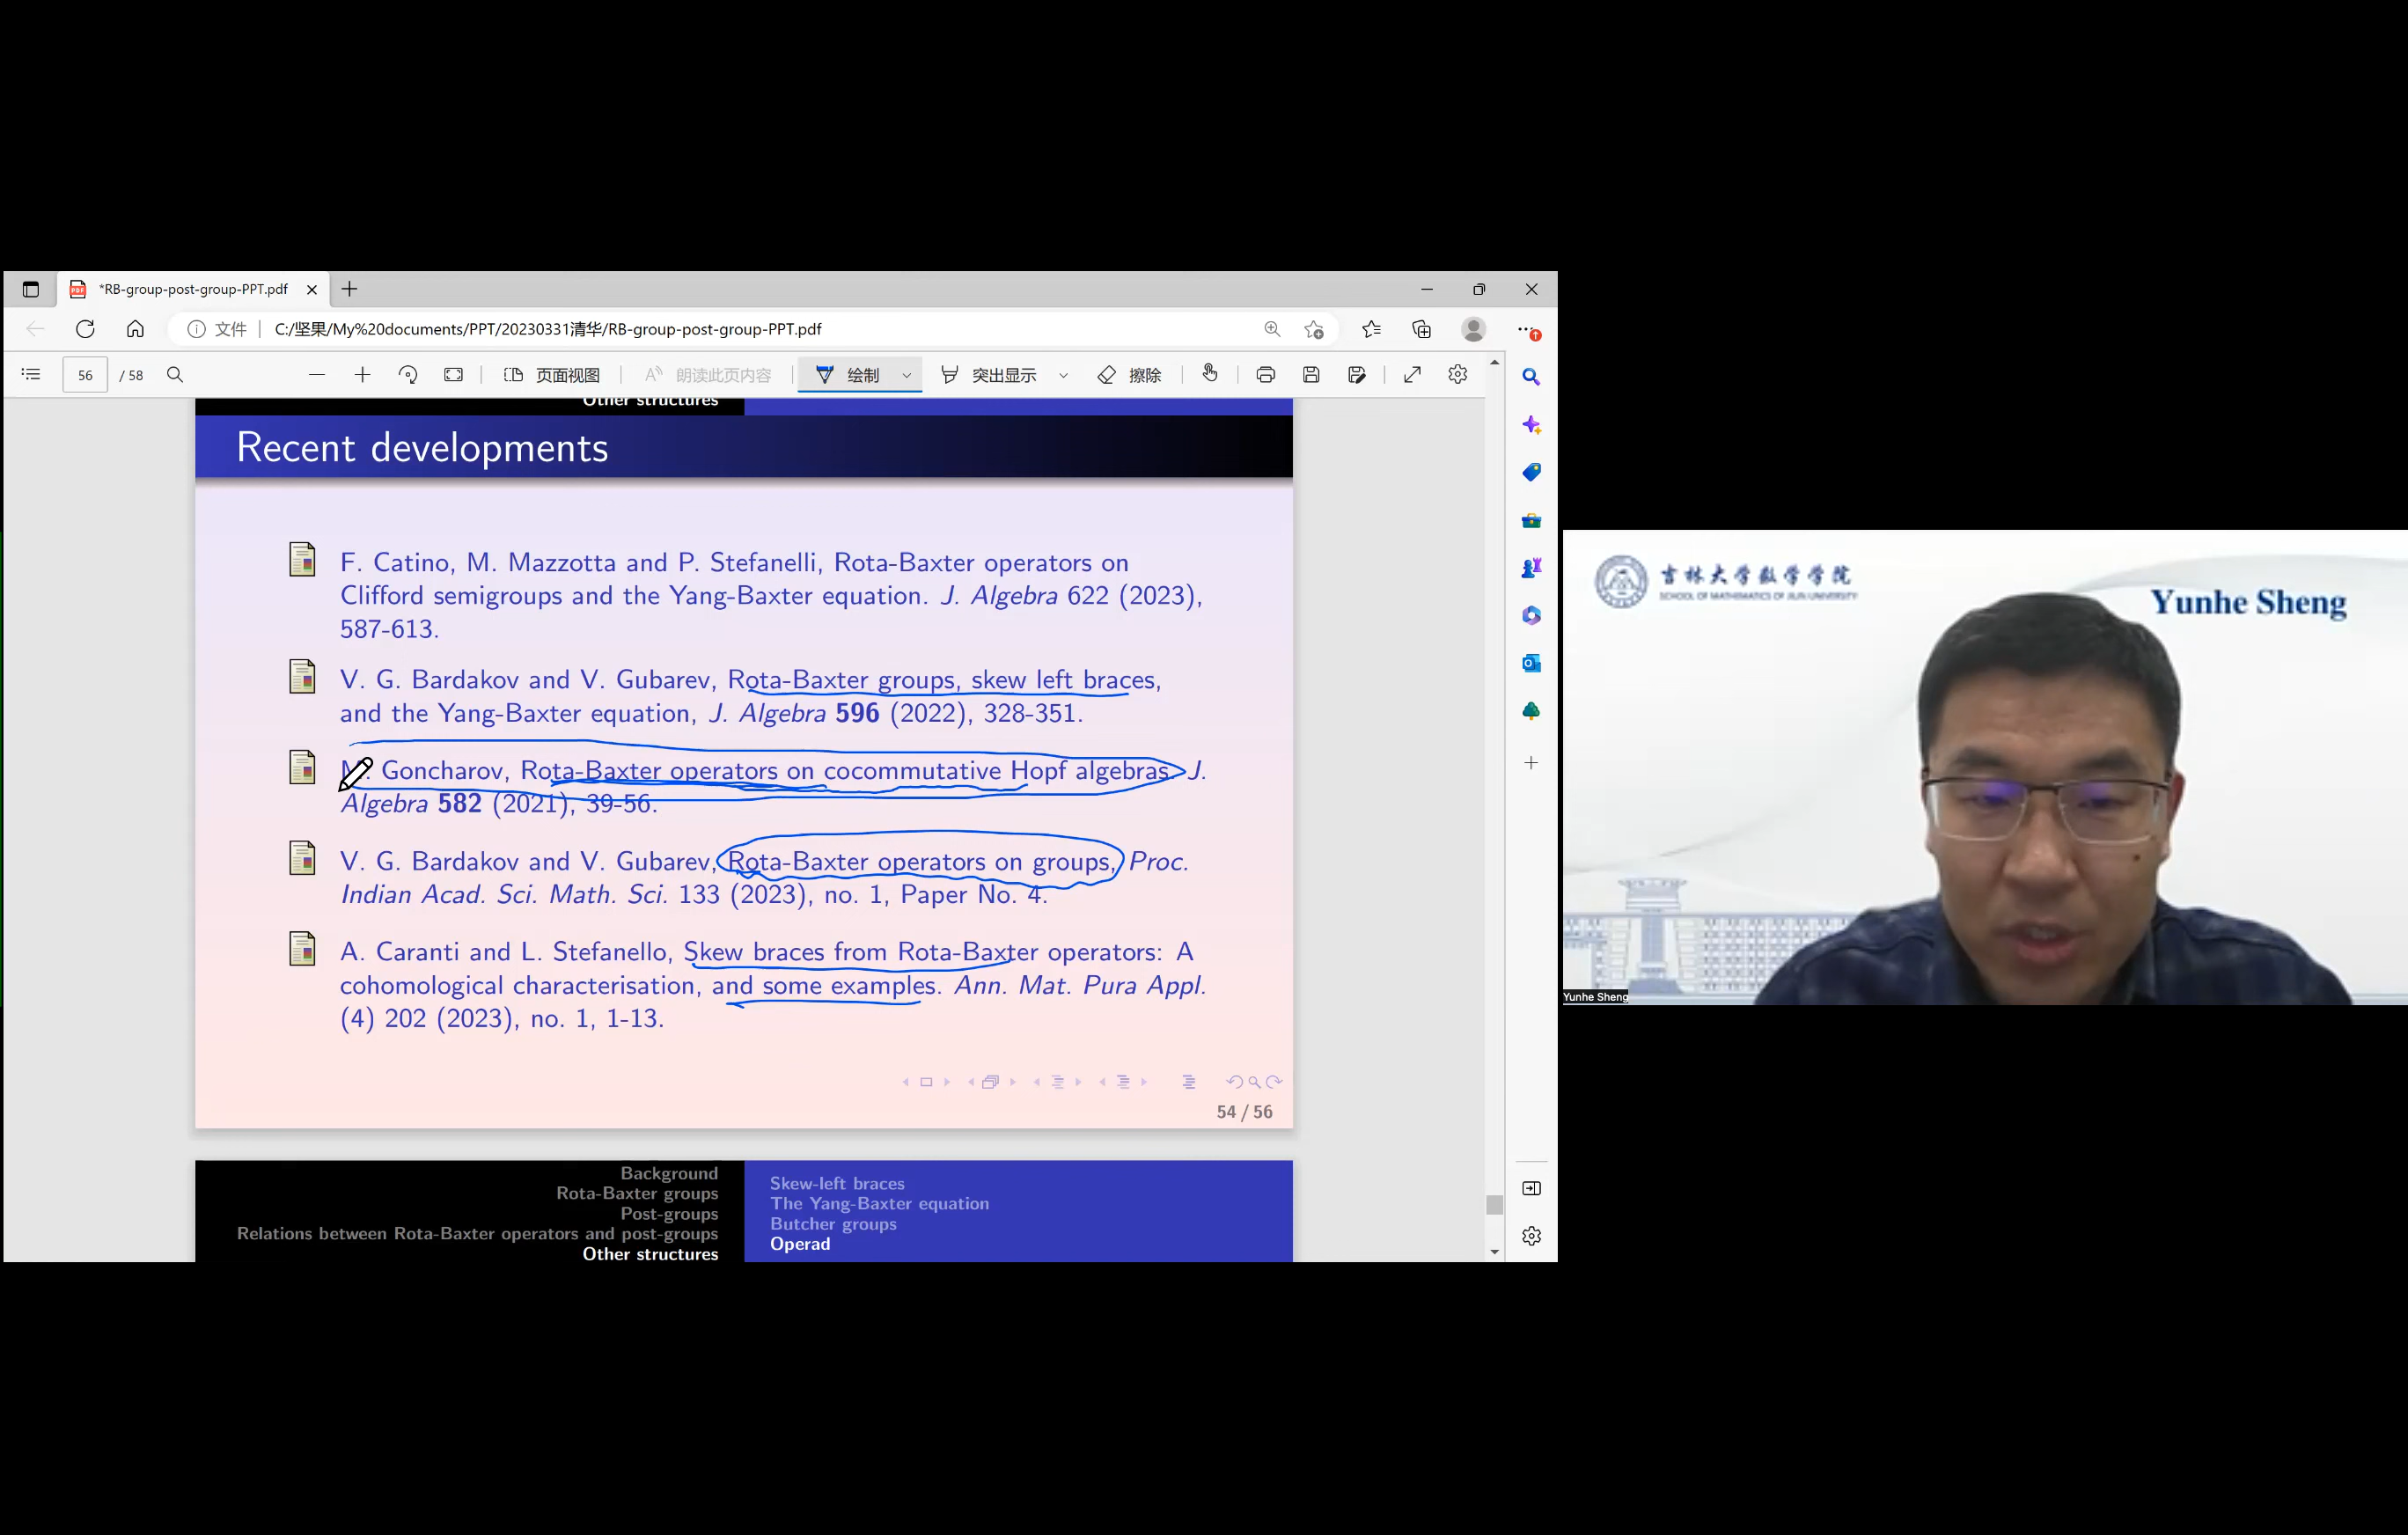 *RB-group-post-group-PPT.pdf
文件 C:/坚果/My%20documents/PPT/20230331清华/RB-group-post-group-PPT.pdf
56 / 58 页面视图 朗读此页内容 绘制 突出显示 擦除
Other structures
Recent developments
F. Catino, M. Mazzotta and P. Stefanelli, Rota-Baxter operators on
Clifford semigroups and the Yang-Baxter equation. J. Algebra 622 (2023),
587-613.
V. G. Bardakov and V. Gubarev, Rota-Baxter groups, skew left braces,
and the Yang-Baxter equation, J. Algebra 596 (2022), 328-351.
M. Goncharov, Rota-Baxter operators on cocommutative Hopf algebras. J.
Algebra 582 (2021), 39-56.
V. G. Bardakov and V. Gubarev, Rota-Baxter operators on groups, Proc.
Indian Acad. Sci. Math. Sci. 133 (2023), no. 1, Paper No. 4.
A. Caranti and L. Stefanello, Skew braces from Rota-Baxter operators: A
cohomological characterisation, and some examples. Ann. Mat. Pura Appl.
(4) 202 (2023), no. 1, 1-13.
54 / 56
Background
Rota-Baxter groups
Post-groups
Relations between Rota-Baxter operators and post-groups
Other structures
Skew-left braces
The Yang-Baxter equation
Butcher groups
Operad
吉林大学数学学院
SCHOOL OF MATHEMATICS OF JILIN UNIVERSITY
Yunhe Sheng
Yunhe Sheng